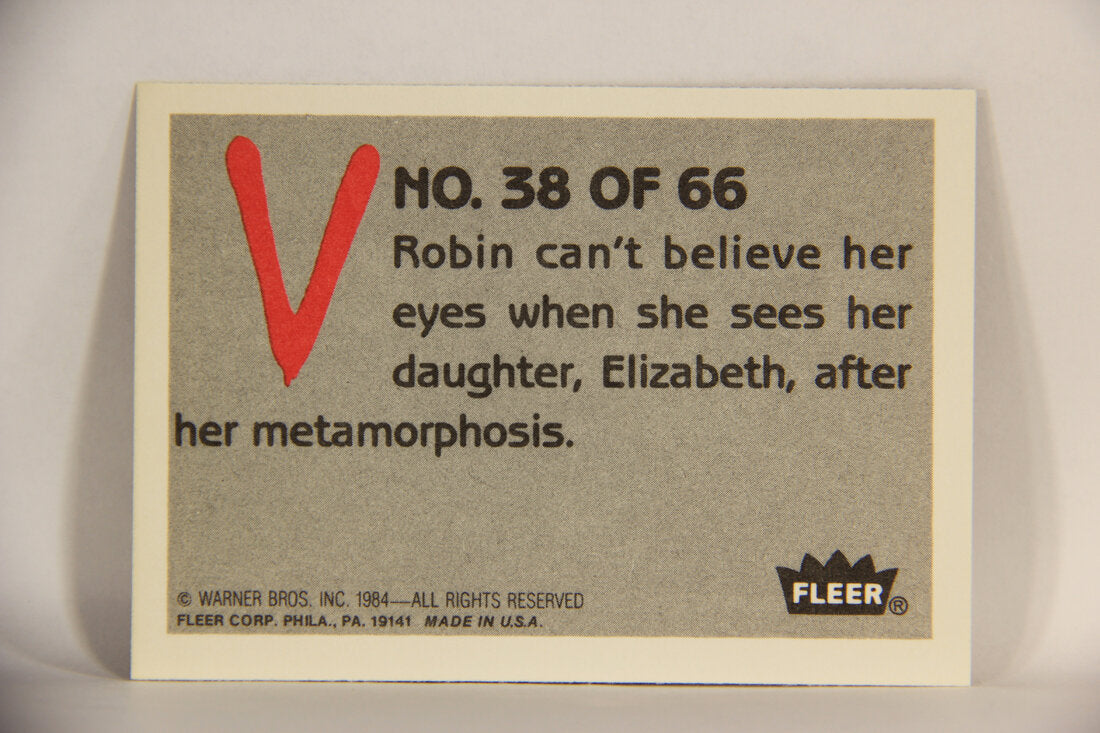 V
NO. 38 OF 66
Robin can't believe her
eyes when she sees her
daughter, Elizabeth, after
her metamorphosis.
© WARNER BROS. INC. 1984—ALL RIGHTS RESERVED
FLEER CORP. PHILA., PA. 19141 MADE IN U.S.A.
FLEER®